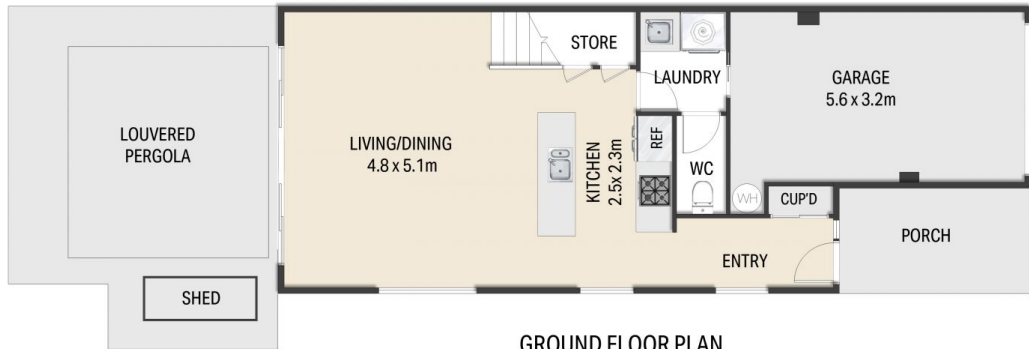 STORE
LAUNDRY
GARAGE
5.6 x 3.2m
LOUVERED
PERGOLA
LIVING/DINING
4.8 x 5.1m
KITCHEN
2.5x 2.3m
REF
WC
WH
CUP'D
PORCH
ENTRY
SHED
GROUND FLOOR PLAN